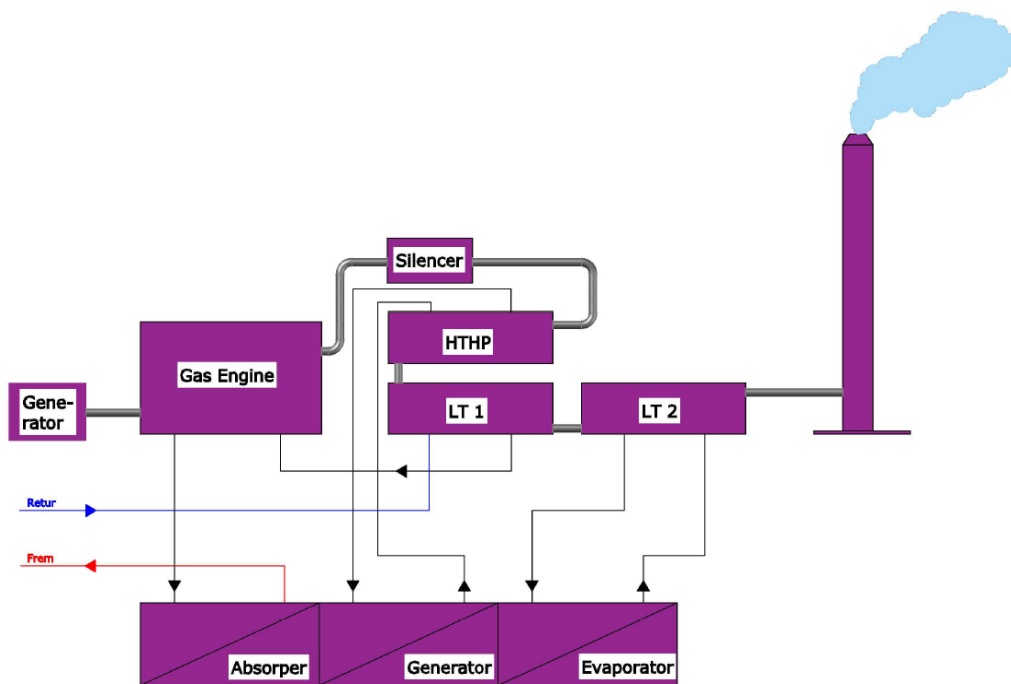 Silencer
HTHP
Gas Engine
Gene-
rator
LT 1
LT 2
Retur
Frem
Absorper
Generator
Evaporator